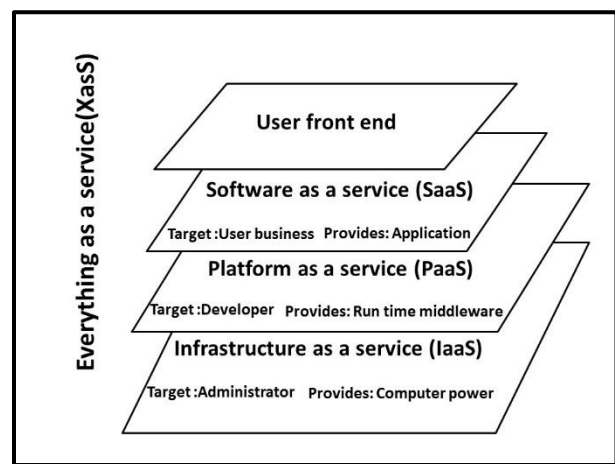 Everything as a service(XasS)
User front end
Software as a service (SaaS)
Target :User business Provides: Application
Platform as a service (PaaS)
Target :Developer Provides: Run time middleware
Infrastructure as a service (IaaS)
Target :Administrator Provides: Computer power